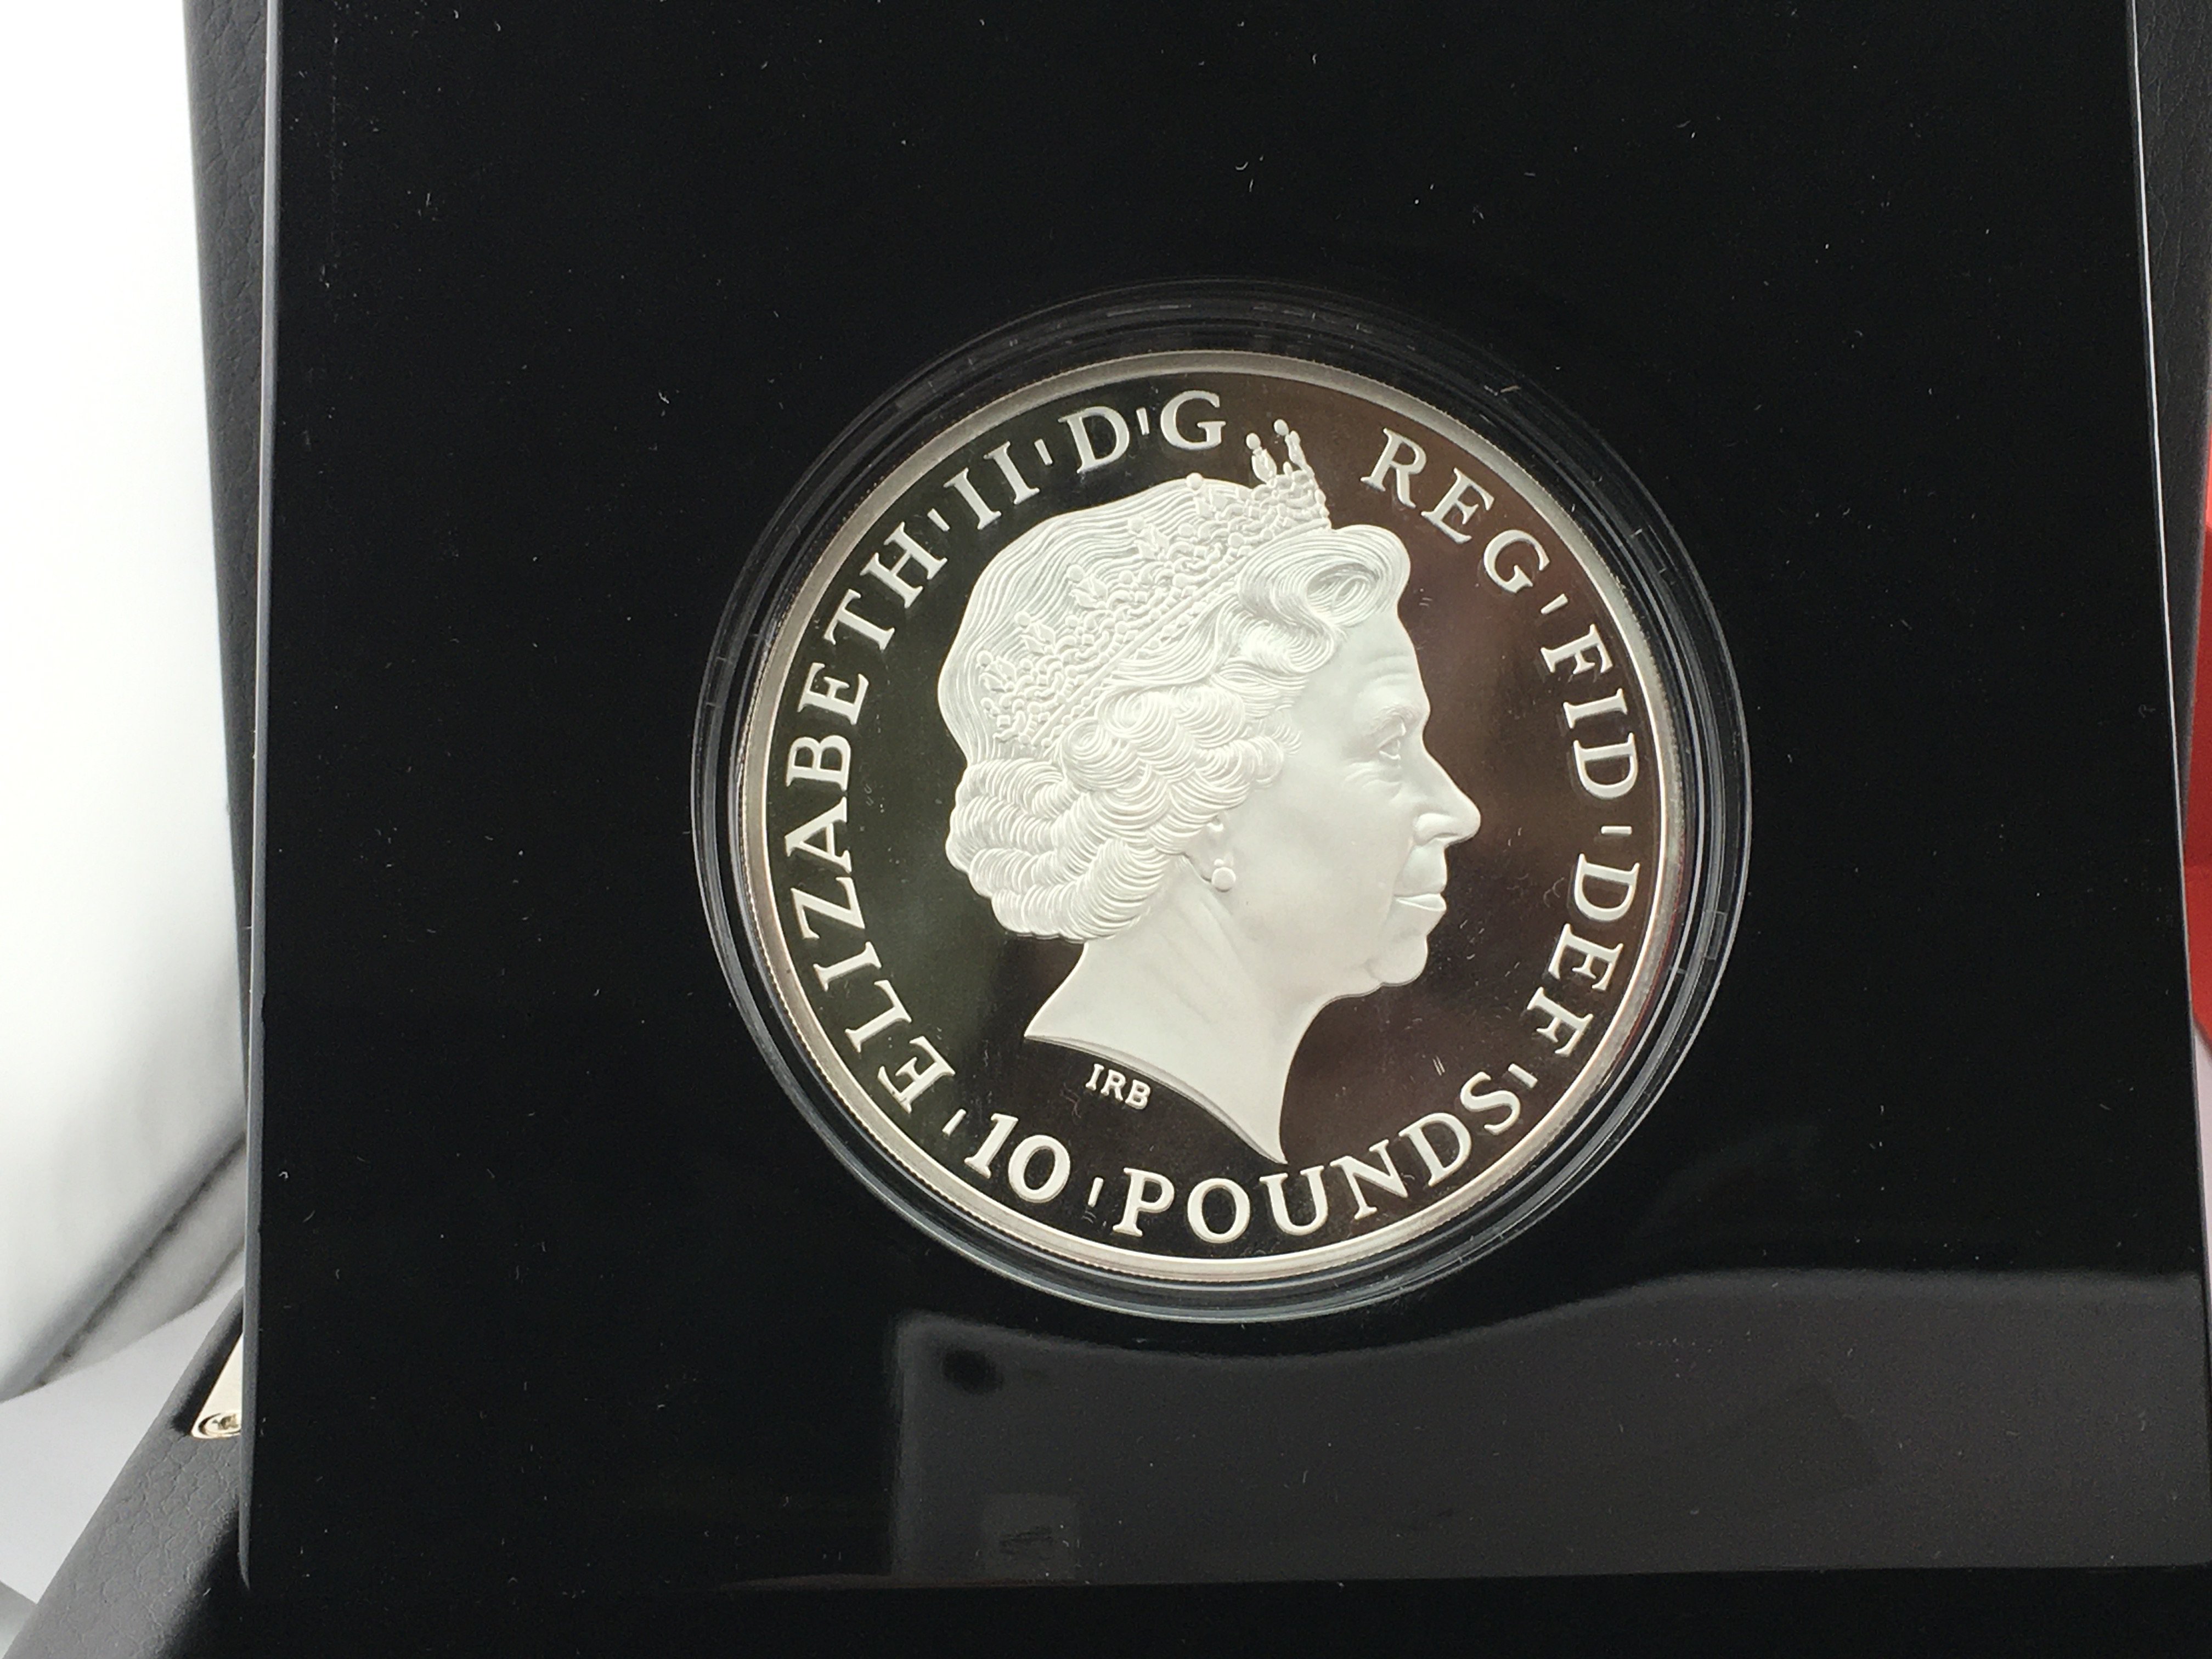 ELIZABETH·II·D·G REG·FID·DEF
·10·POUNDS·
IRB